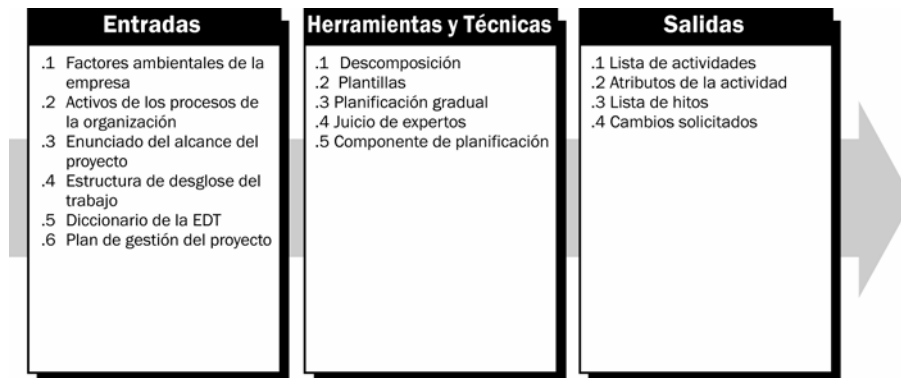 Entradas
.1 Factores ambientales de la
empresa
.2 Activos de los procesos de
la organización
.3 Enunciado del alcance del
proyecto
.4 Estructura de desglose del
trabajo
.5 Diccionario de la EDT
.6 Plan de gestión del proyecto
Herramientas y Técnicas
.1 Descomposición
.2 Plantillas
.3 Planificación gradual
.4 Juicio de expertos
.5 Componente de planificación
Salidas
.1 Lista de actividades
.2 Atributos de la actividad
.3 Lista de hitos
.4 Cambios solicitados